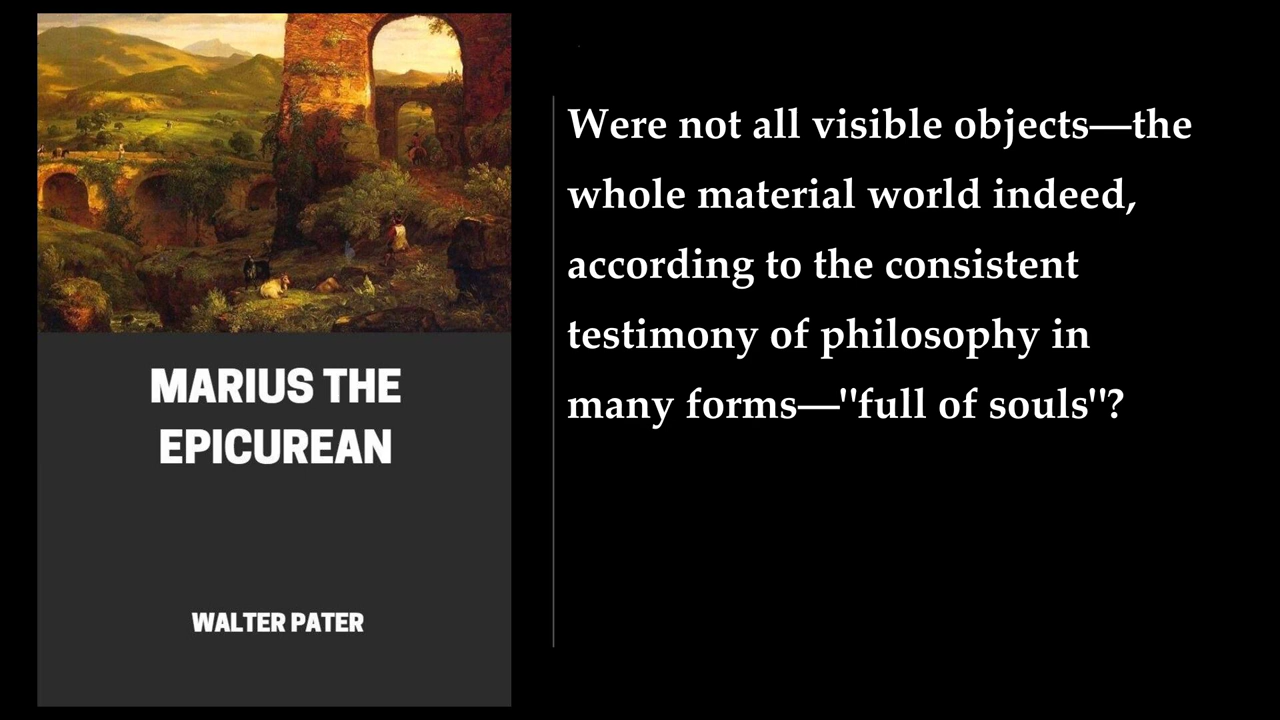 MARIUS THE
EPICUREAN
WALTER PATER
Were not all visible objects—the
whole material world indeed,
according to the consistent
testimony of philosophy in
many forms—"full of souls"?